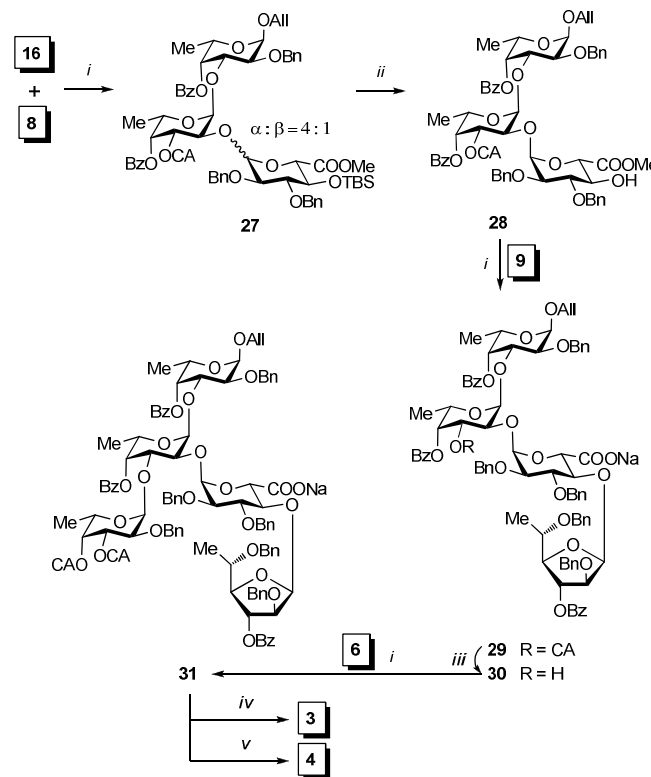 OAll
Me O
OBn
16 i O ii
+ BzO
8 Me O α : β = 4 : 1
O
BzO OCA O COOMe
BnO OTBS
OBn
27
OAll
Me O
OBn
O
BzO
Me O
O
BzO OCA O COOMe
BnO OH
OBn
28
i 9
OAll
Me O
OBn
O
BzO
Me O
O
BzO O COONa
O BnO O
OBn
Me O OBn Me OBn
CAO OCA O
BnO
BzO
31
OAll
Me O
OBn
O
BzO
Me O
O
BzO OR O COONa
BnO O
OBn
Me OBn
O
BnO
BzO
6 i iii 29 R = CA
30 R = H
iv 3
v 4